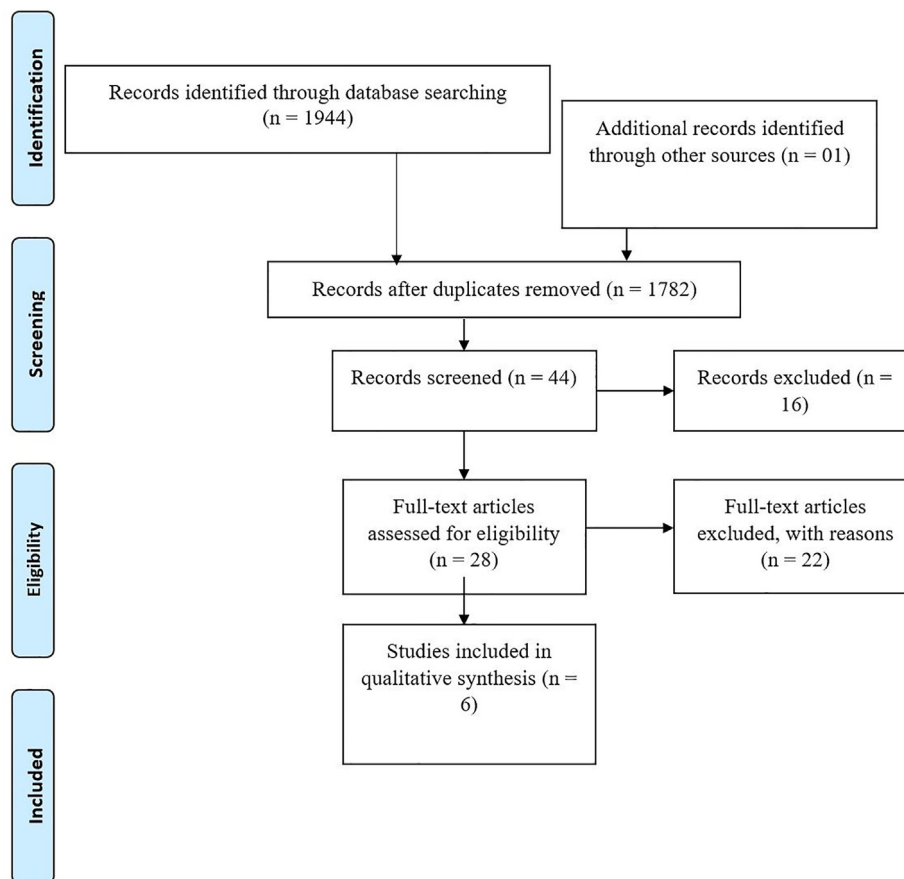 Identification
Records identified through database searching
(n = 1944)
Additional records identified
through other sources (n = 01)
Screening
Records after duplicates removed (n = 1782)
Records screened (n = 44)
Records excluded (n =
16)
Eligibility
Full-text articles
assessed for eligibility
(n = 28)
Full-text articles
excluded, with reasons
(n = 22)
Included
Studies included in
qualitative synthesis (n =
6)